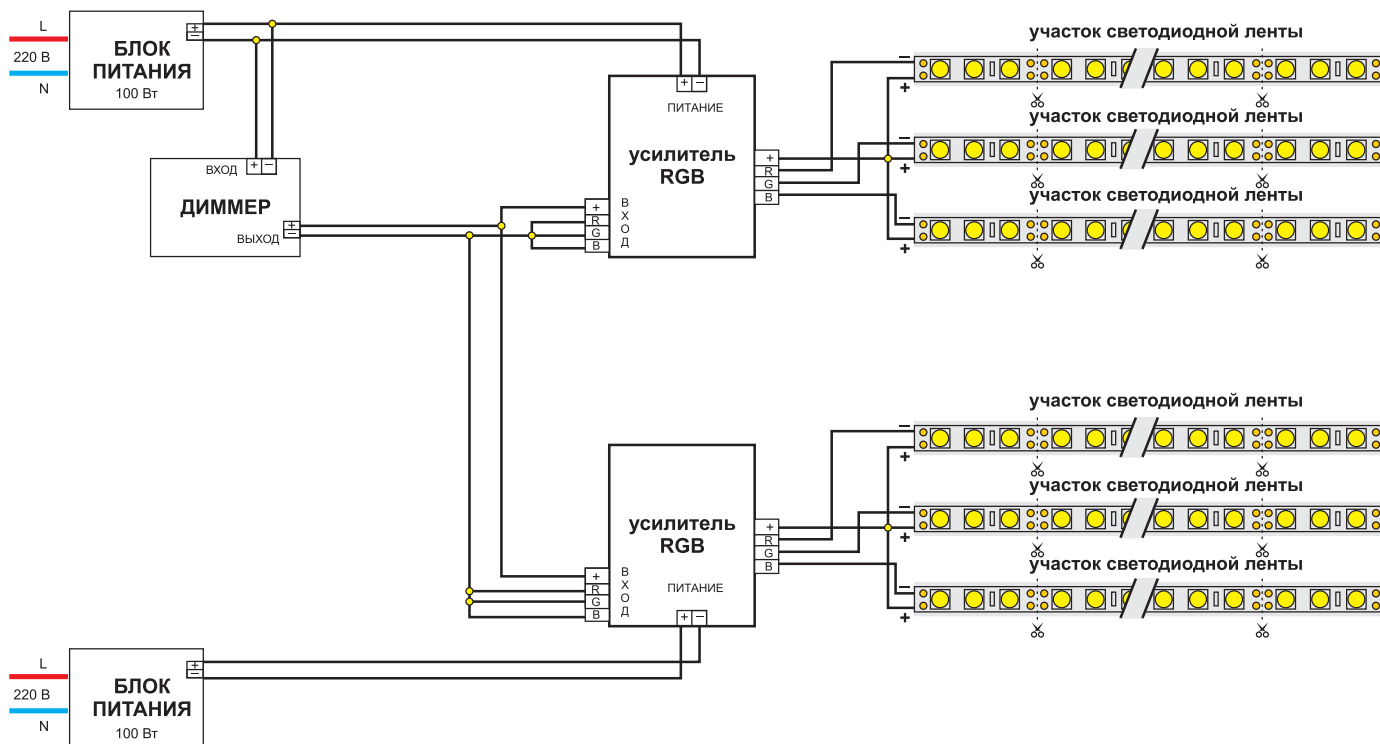 L
220 В
N
БЛОК
ПИТАНИЯ
100 Вт
+
−
ВХОД
+ −
ДИММЕР
ВЫХОД
+
−
+ −
ПИТАНИЕ
усилитель
RGB
+
R
G
B
ВХОД
+
R
G
B
участок светодиодной ленты
−
+
участок светодиодной ленты
−
+
участок светодиодной ленты
−
+
усилитель
RGB
ПИТАНИЕ
+ −
+
R
G
B
ВХОД
+
R
G
B
участок светодиодной ленты
−
+
участок светодиодной ленты
−
+
участок светодиодной ленты
−
+
L
220 В
N
БЛОК
ПИТАНИЯ
100 Вт
+
−